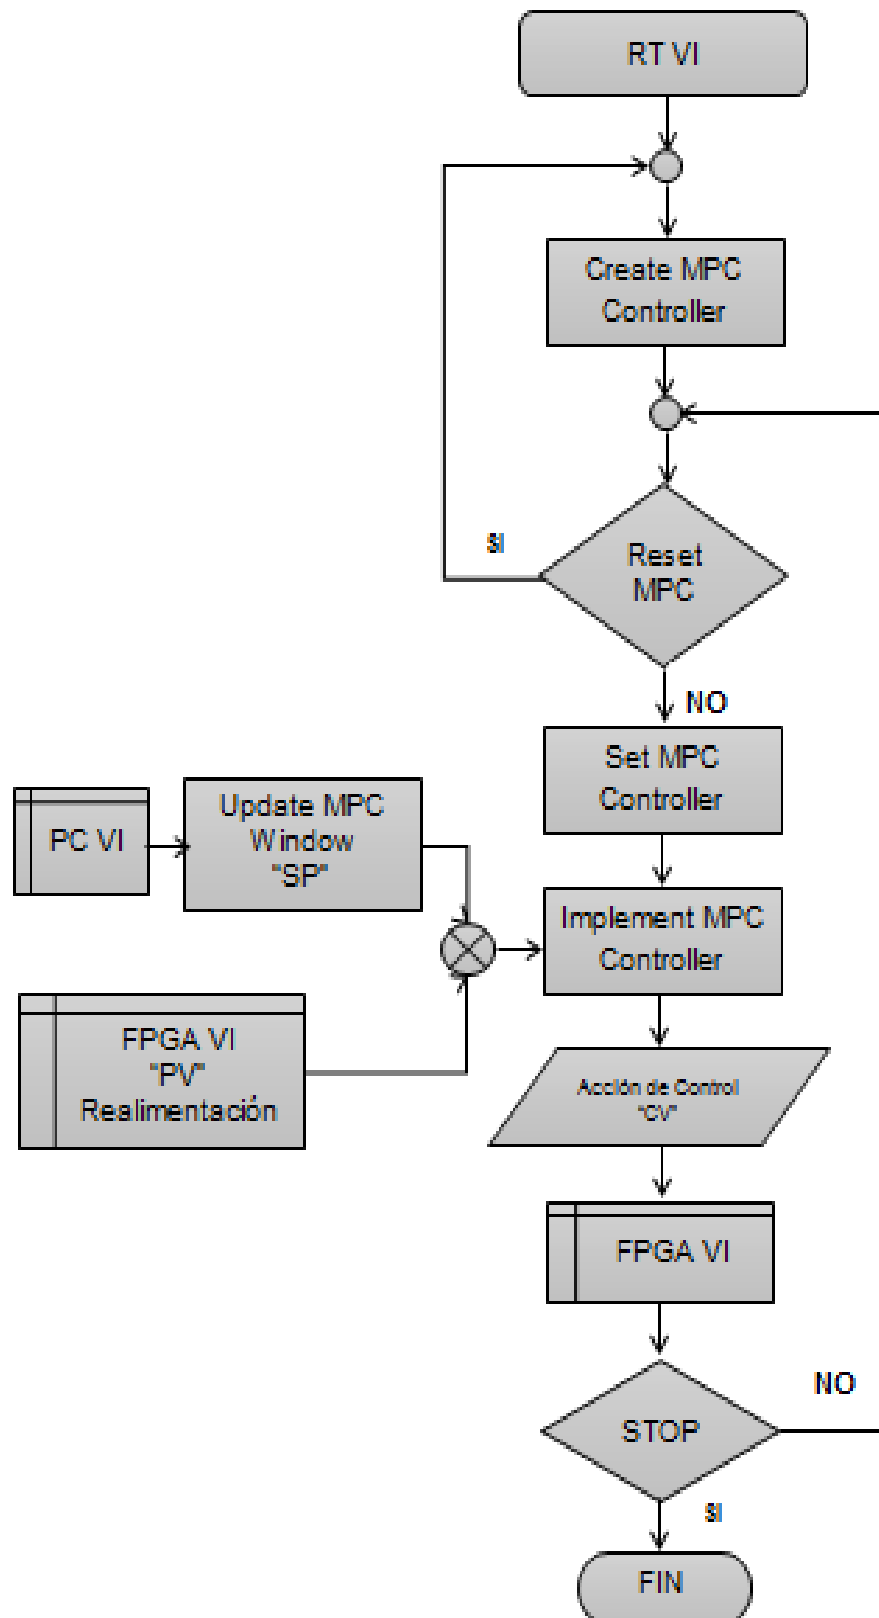 RT VI
Create MPC
Controller
SI
Reset
MPC
NO
Set MPC
Controller
PC VI
Update MPC
Window
"SP"
Implement MPC
Controller
FPGA VI
"PV"
Realimentación
Acción de Control
"CV"
FPGA VI
STOP
NO
SI
FIN